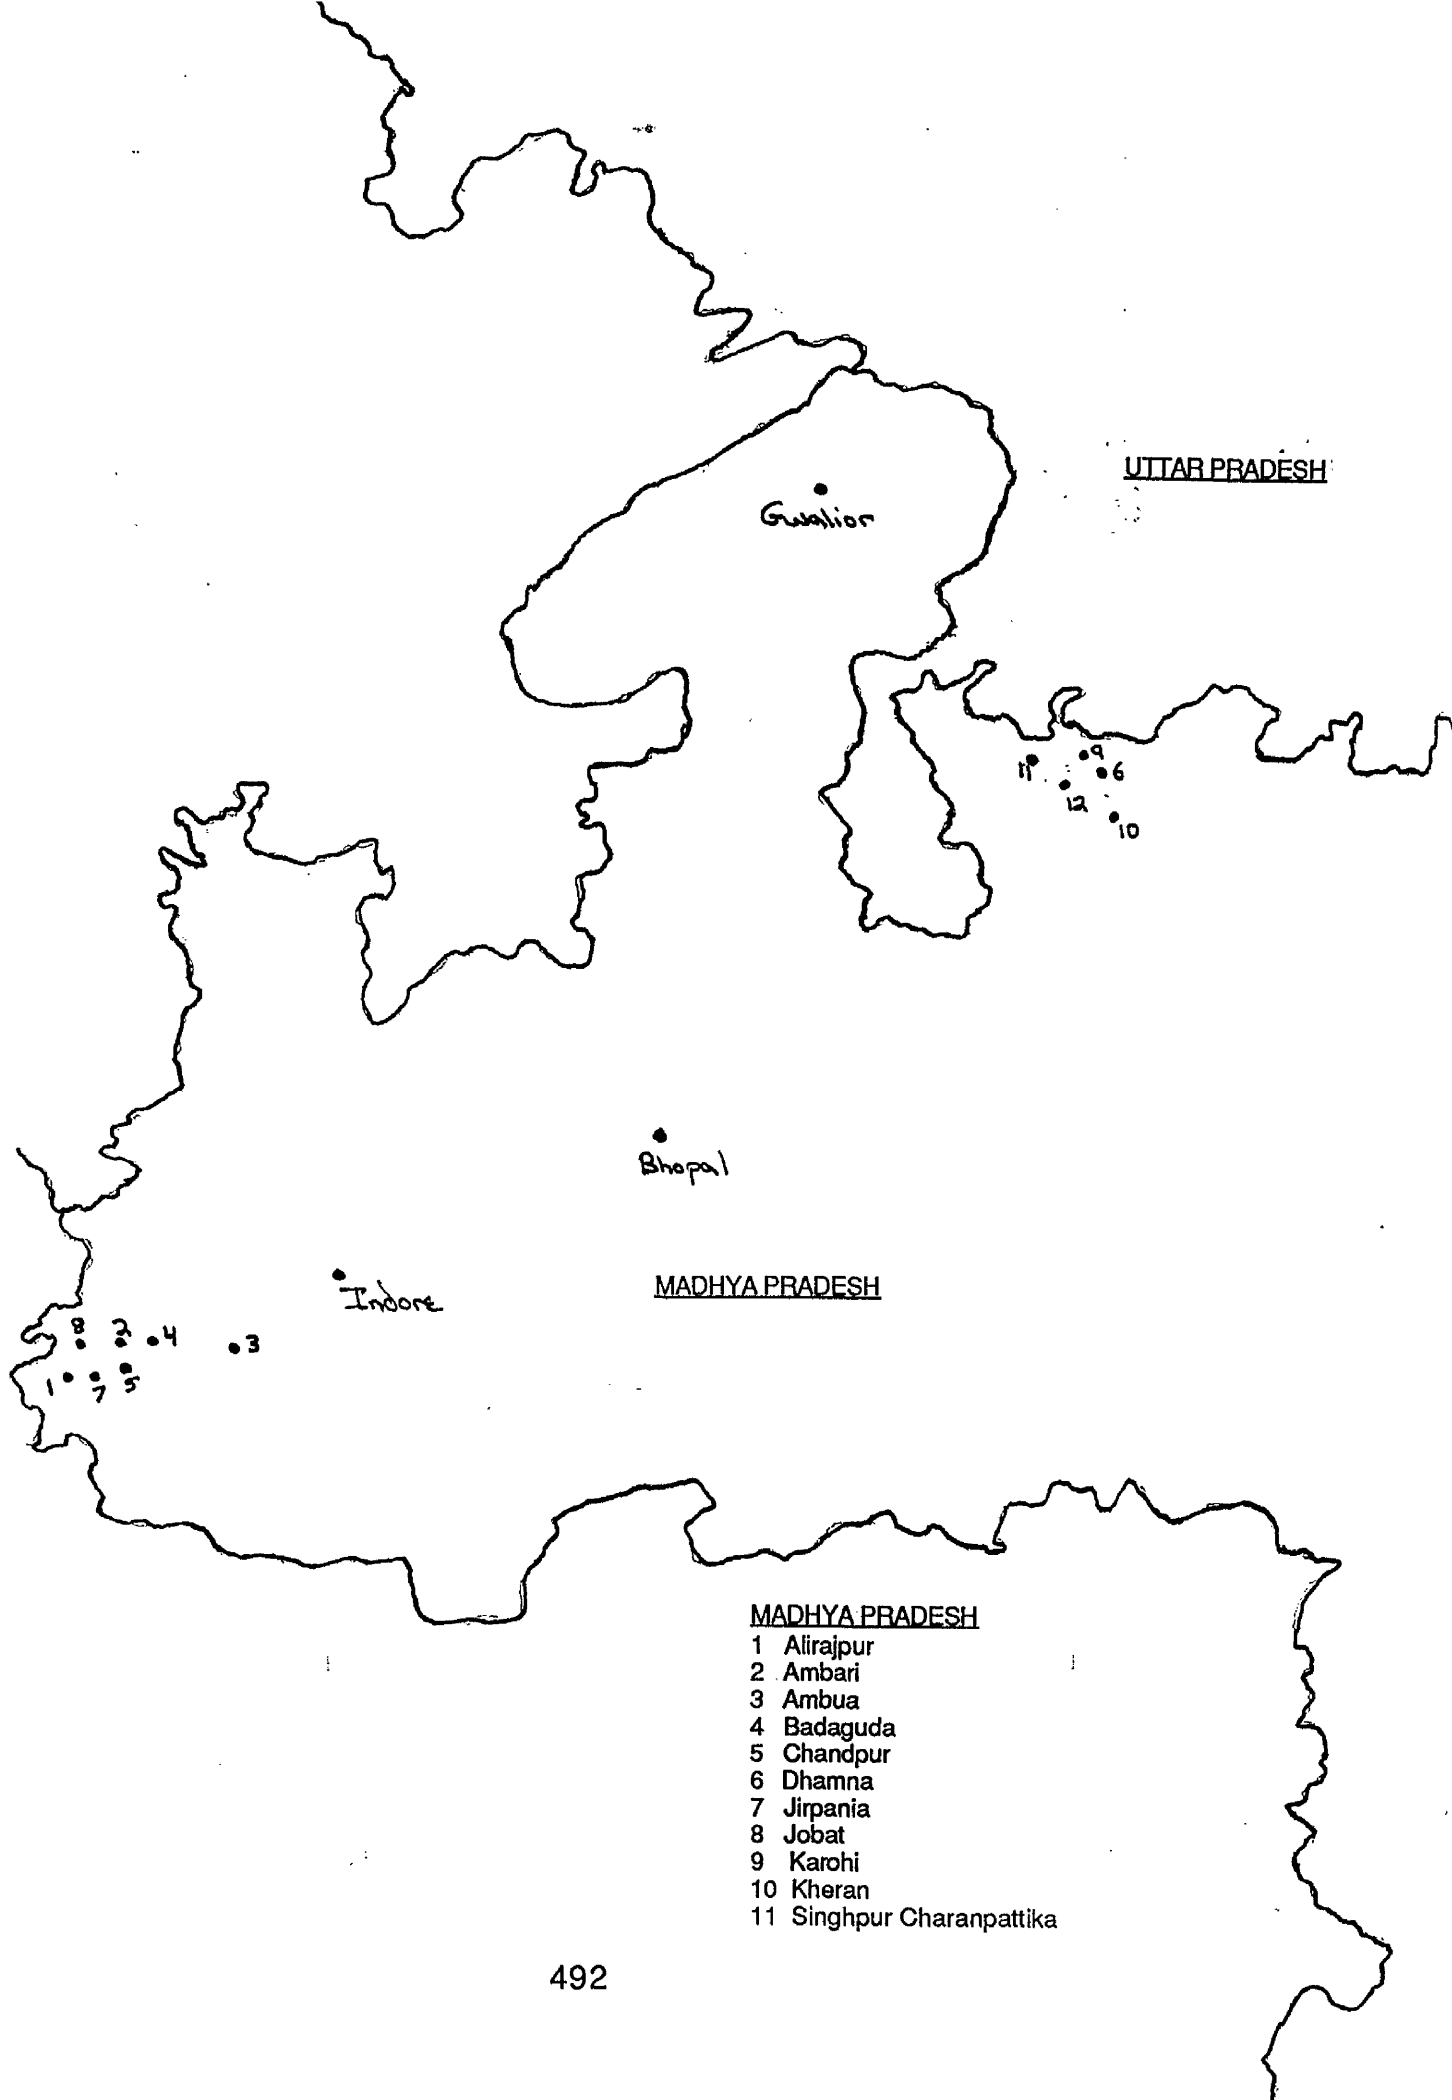 UTTAR PRADESH
Gwalior
9
11
6
12
10
Bhopal
Indore
MADHYA PRADESH
8
2
4
3
1
7
5
MADHYA PRADESH
1 Alirajpur
2 Ambari
3 Ambua
4 Badaguda
5 Chandpur
6 Dhamna
7 Jirpania
8 Jobat
9 Karohi
10 Kheran
11 Singhpur Charanpattika
492